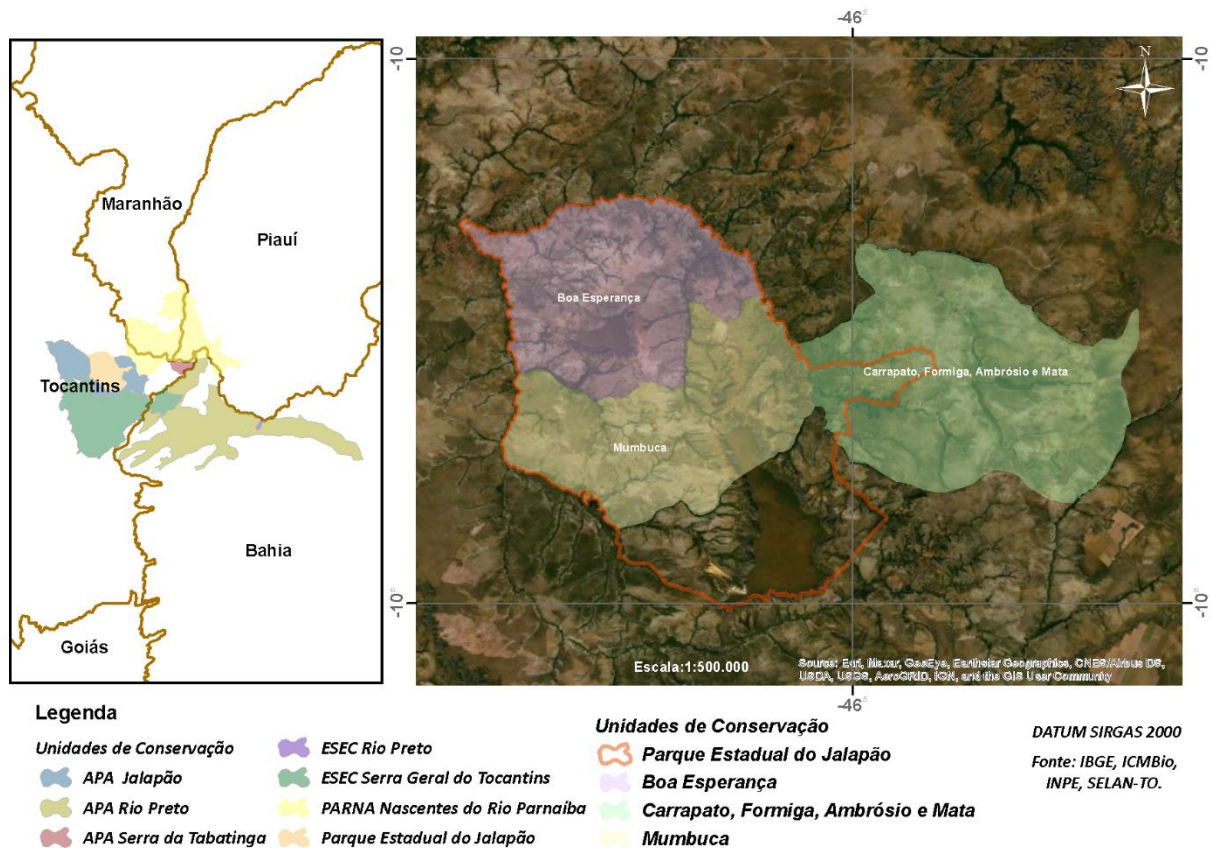 Maranhão
Piauí
Tocantins
Bahia
Goiás
-46°
-10
-10
N
Boa Esperança
Carrapato, Formiga, Ambrósio e Mata
Mumbuca
-10°
-10°
Escala:1:500.000
Source: Esri, Maxar, GeoEye, Earthstar Geographics, CNES/Airbus DS,
USDA, USGS, AeroGRID, IGN, and the GIS User Community
-46°
Legenda
Unidades de Conservação
APA Jalapão
APA Rio Preto
APA Serra da Tabatinga
ESEC Rio Preto
ESEC Serra Geral do Tocantins
PARNA Nascentes do Rio Parnaíba
Parque Estadual do Jalapão
Unidades de Conservação
Parque Estadual do Jalapão
Boa Esperança
Carrapato, Formiga, Ambrósio e Mata
Mumbuca
DATUM SIRGAS 2000
Fonte: IBGE, ICMBio,
INPE, SELAN-TO.